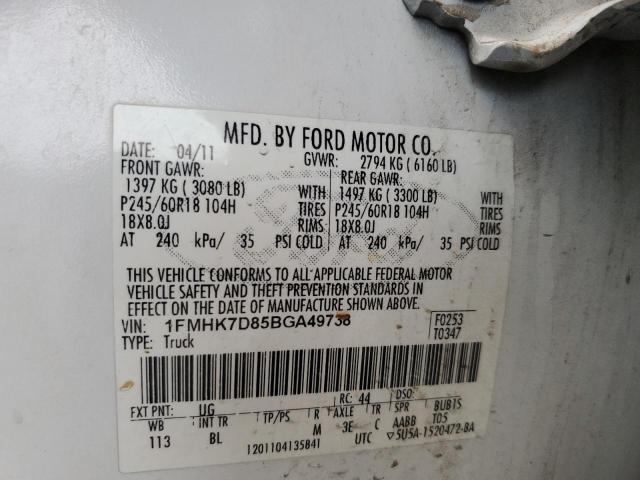 MFD. BY FORD MOTOR CO.
DATE: 04/11 GVWR: 2794 KG ( 6160 LB)
FRONT GAWR: REAR GAWR:
1397 KG ( 3080 LB) WITH 1497 KG ( 3300 LB) WITH
P245/60R18 104H TIRES P245/60R18 104H TIRES
18X8.0J RIMS 18X8.0J RIMS
AT 240 kPa/ 35 PSI COLD AT 240 kPa/ 35 PSI COLD
THIS VEHICLE CONFORMS TO ALL APPLICABLE FEDERAL MOTOR
VEHICLE SAFETY AND THEFT PREVENTION STANDARDS IN
EFFECT ON THE DATE OF MANUFACTURE SHOWN ABOVE.
VIN: 1FMHK7D85BGA49738 F0253
TYPE: Truck T0347
EXT PNT: UG RC: 44 DSO:
WB INT TR TP/PS R AXLE TR SPR BUB1S
113 BL M 3E C AABB T05
1201104135841 UTC ▽5U5A-1520472-BA